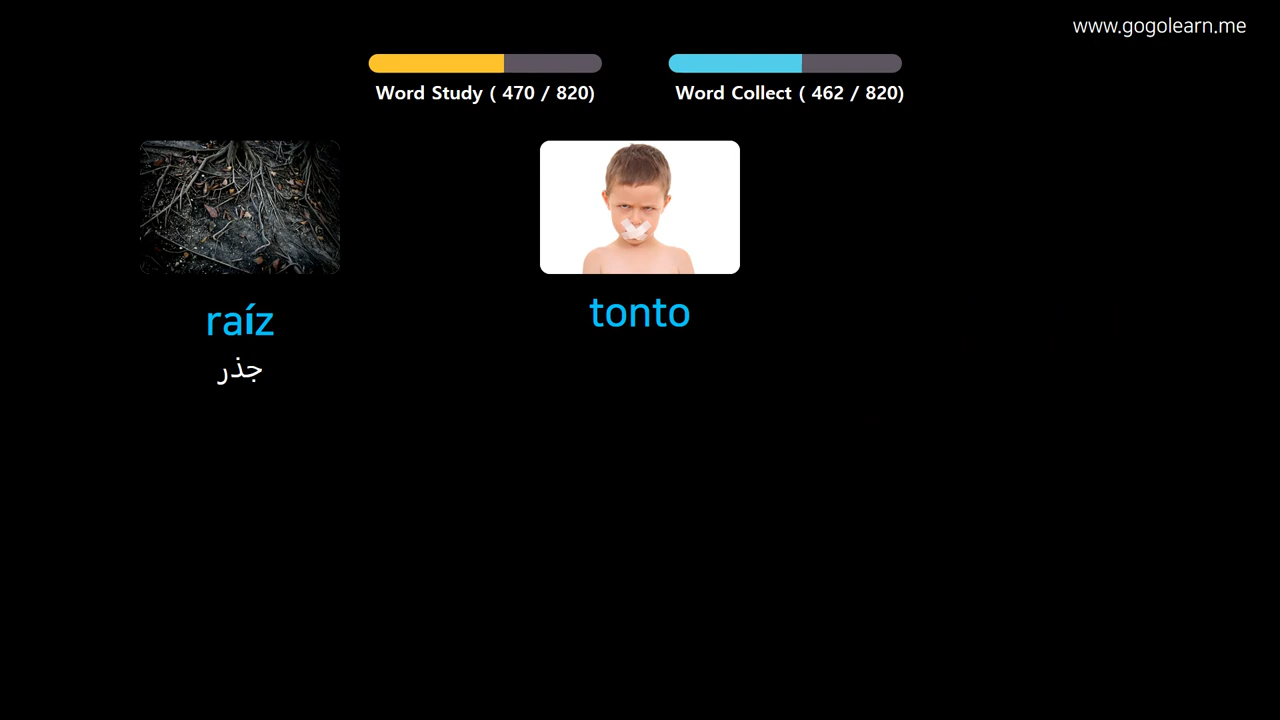 www.gogolearn.me
Word Study ( 470 / 820)
Word Collect ( 462 / 820)
raíz
جذر
tonto